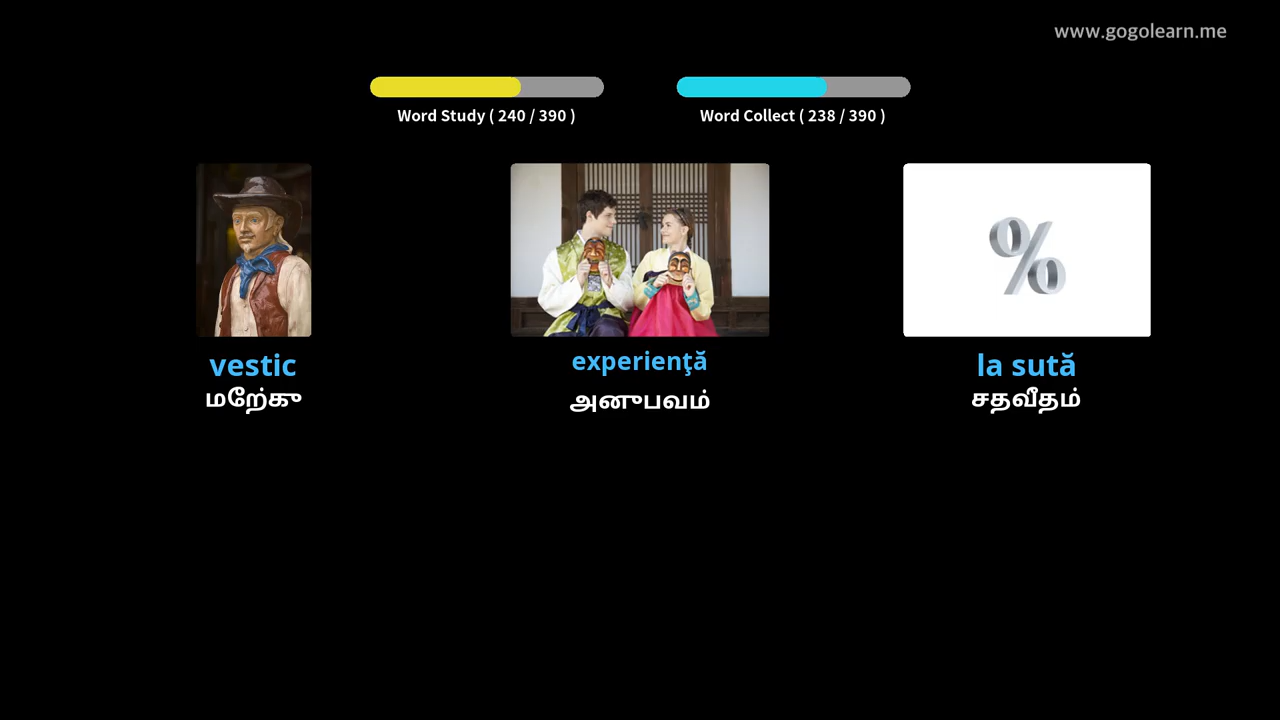 www.gogolearn.me
Word Study ( 240 / 390 )
Word Collect ( 238 / 390 )
vestic
மேற்கு
experienţă
அனுபவம்
la sută
சதவீதம்
%